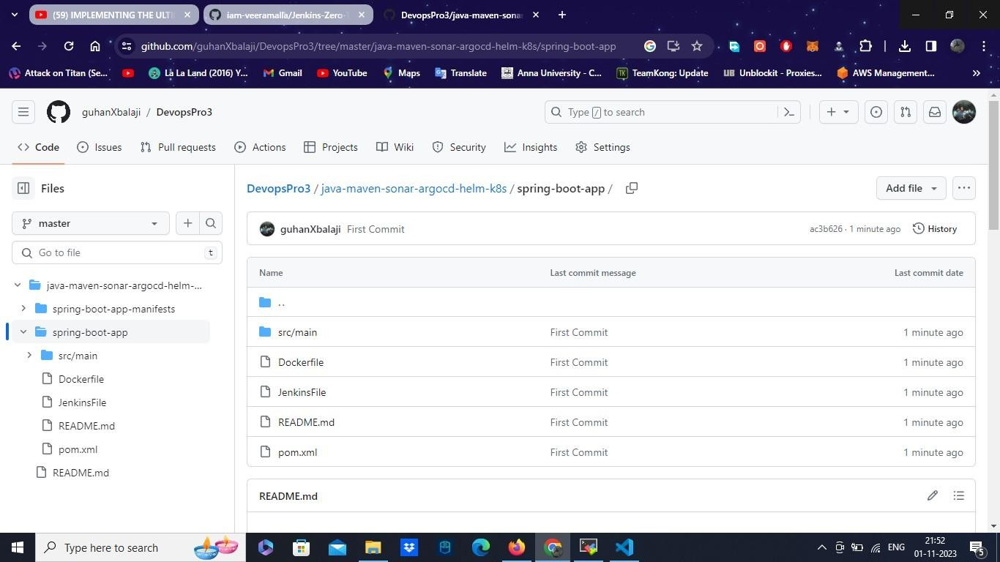 (59) IMPLEMENTING THE ULTI
iam-veeramalla/Jenkins-Zero-
DevopsPro3/java-maven-sonar
github.com/guhanXbalaji/DevopsPro3/tree/master/java-maven-sonar-argocd-helm-k8s/spring-boot-app
Attack on Titan (Se...
La La Land (2016) Y...
Gmail
YouTube
Maps
Translate
Anna University - C...
TK
TeamKong: Update
UB
Unblockit - Proxies...
AWS Management...
»
guhanXbalaji / DevopsPro3
Type / to search
Code
Issues
Pull requests
Actions
Projects
Wiki
Security
Insights
Settings
Files
DevopsPro3 / java-maven-sonar-argocd-helm-k8s / spring-boot-app /
Add file
master
guhanXbalaji First Commit
ac3b626 · 1 minute ago
History
Go to file
t
Name
Last commit message
Last commit date
java-maven-sonar-argocd-helm-...
..
spring-boot-app-manifests
spring-boot-app
src/main
First Commit
1 minute ago
src/main
Dockerfile
First Commit
1 minute ago
Dockerfile
JenkinsFile
First Commit
1 minute ago
JenkinsFile
README.md
First Commit
1 minute ago
README.md
pom.xml
First Commit
1 minute ago
pom.xml
README.md
README.md
Type here to search
ENG
21:52
01-11-2023
5